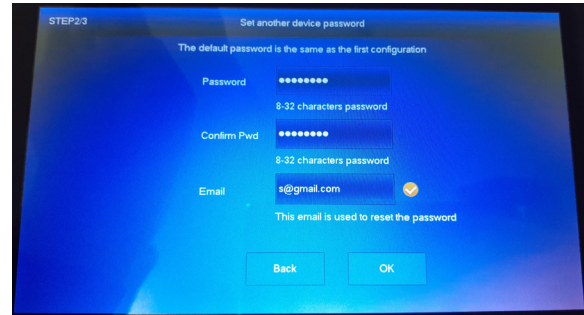 STEP2/3
Set another device password
The default password is the same as the first configuration
Password ●●●●●●●●
8-32 characters password
Confirm Pwd ●●●●●●●●
8-32 characters password
Email s@gmail.com
This email is used to reset the password
Back OK